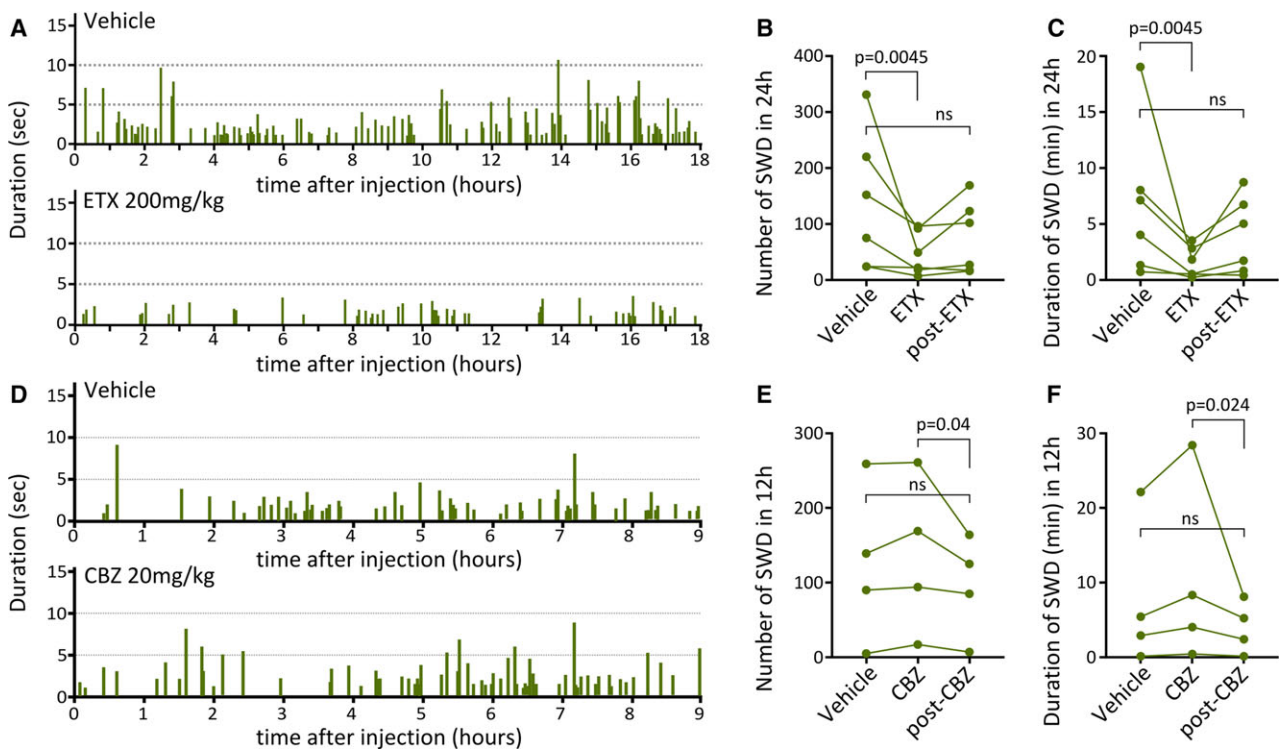 A
Vehicle
15
10
5
0
0 2 4 6 8 10 12 14 16 18
time after injection (hours)
ETX 200mg/kg
15
10
5
0
0 2 4 6 8 10 12 14 16 18
time after injection (hours)
Duration (sec)
B
p=0.0045
ns
400
300
200
100
0
Number of SWD in 24h
Vehicle
ETX
post-ETX
C
p=0.0045
ns
20
15
10
5
0
Duration of SWD (min) in 24h
Vehicle
ETX
post-ETX
D
Vehicle
15
10
5
0
0 1 2 3 4 5 6 7 8 9
time after injection (hours)
CBZ 20mg/kg
15
10
5
0
0 1 2 3 4 5 6 7 8 9
time after injection (hours)
Duration (sec)
E
p=0.04
ns
300
200
100
0
Number of SWD in 12h
Vehicle
CBZ
post-CBZ
F
p=0.024
ns
30
20
10
0
Duration of SWD (min) in 12h
Vehicle
CBZ
post-CBZ